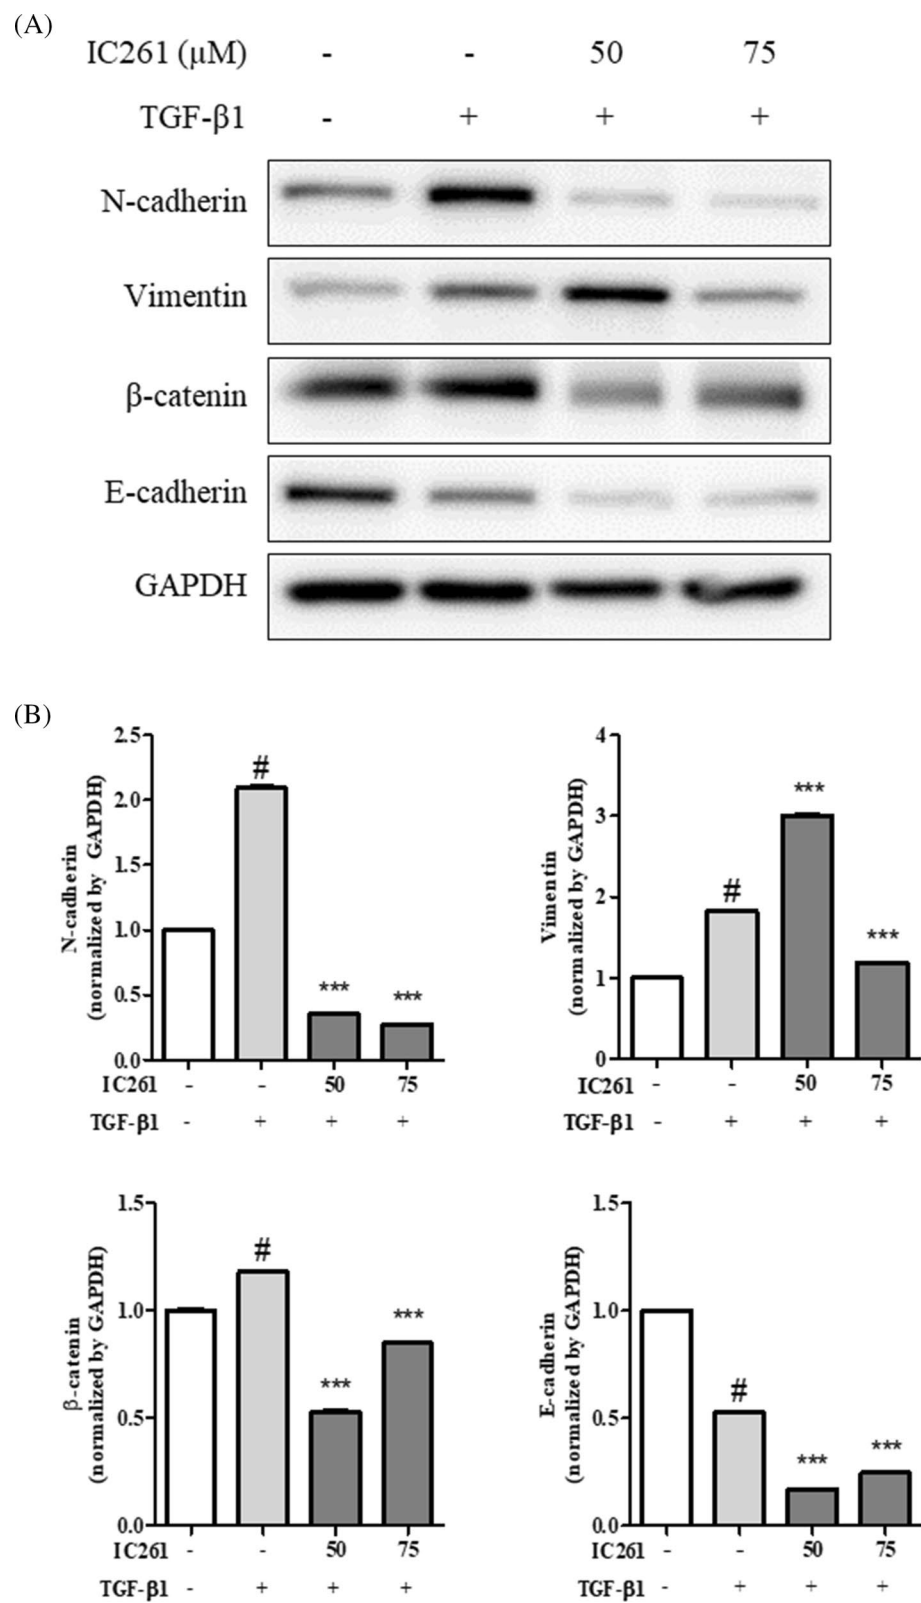 (A)
IC261 (μM) - - 50 75
TGF-β1 - + + +
N-cadherin
Vimentin
β-catenin
E-cadherin
GAPDH
(B)
N-cadherin
(normalized by GAPDH)
2.5
2.0
1.5
1.0
0.5
0.0
#
***
***
IC261 - - 50 75
TGF-β1 - + + +
Vimentin
(normalized by GAPDH)
4
3
2
1
0
#
***
***
IC261 - - 50 75
TGF-β1 - + + +
β-catenin
(normalized by GAPDH)
1.5
1.0
0.5
0.0
#
***
***
IC261 - - 50 75
TGF-β1 - + + +
E-cadherin
(normalized by GAPDH)
1.5
1.0
0.5
0.0
#
***
***
IC261 - - 50 75
TGF-β1 - + + +